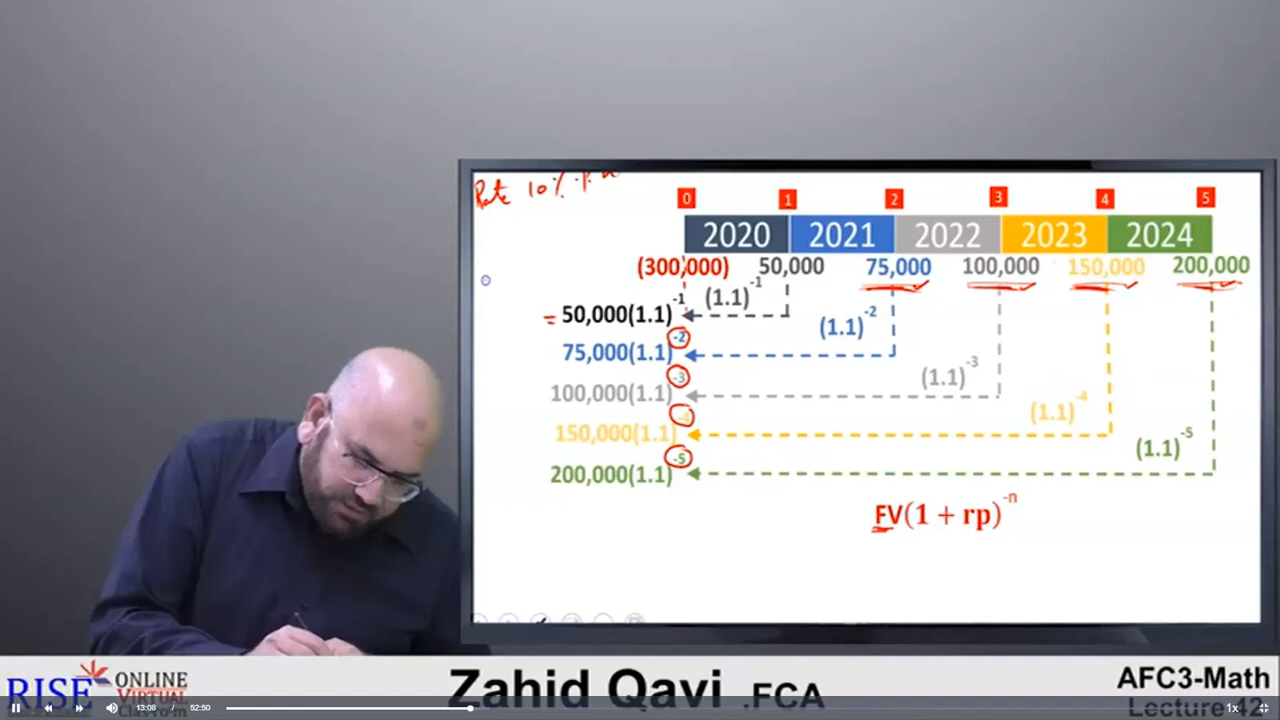 Rate 10%
0 1 2 3 4 5
2020 2021 2022 2023 2024
(300,000) 50,000 75,000 100,000 150,000 200,000
= 50,000(1.1)-1 (1.1)-1
75,000(1.1)-2 (1.1)-2
100,000(1.1)-3 (1.1)-3
150,000(1.1)-4 (1.1)-4
200,000(1.1)-5 (1.1)-5
FV(1 + rp)-n
RISE ONLINE
VIRTUAL
Classroom
Zahid Qavi .FCA
AFC3-Math
Lecture 42
13:08 / 52:50 1x